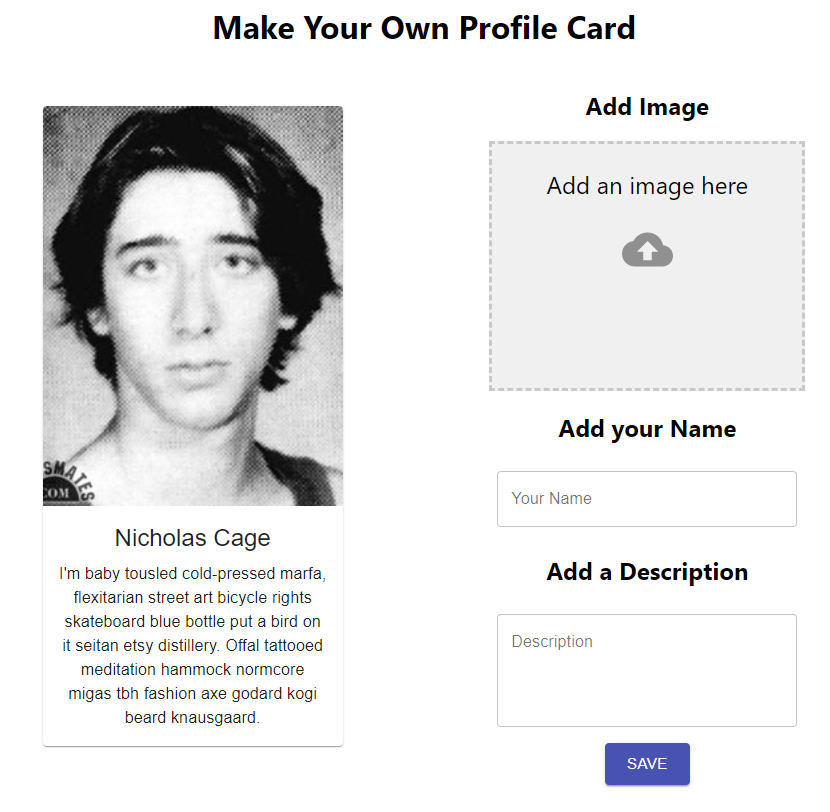 Make Your Own Profile Card
SMATES
COM
Nicholas Cage
I'm baby tousled cold-pressed marfa,
flexitarian street art bicycle rights
skateboard blue bottle put a bird on
it seitan etsy distillery. Offal tattooed
meditation hammock normcore
migas tbh fashion axe godard kogi
beard knausgaard.
Add Image
Add an image here
Add your Name
Your Name
Add a Description
Description
SAVE